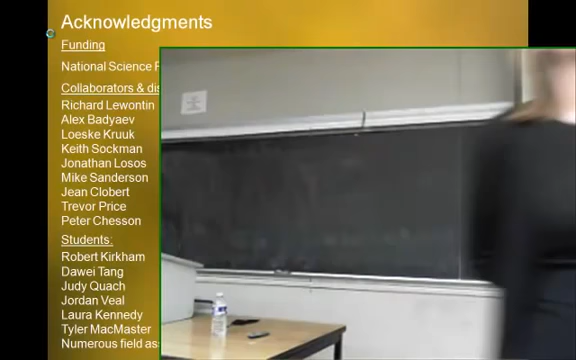 Acknowledgments
Funding
National Science
Collaborators &
Richard Lewontin
Alex Badyaev
Loeske Kruuk
Keith Sockman
Jonathan Losos
Mike Sanderson
Jean Clobert
Trevor Price
Peter Chesson
Students:
Robert Kirkham
Dawei Tang
Judy Quach
Jordan Veal
Laura Kennedy
Tyler MacMaster
Numerous field